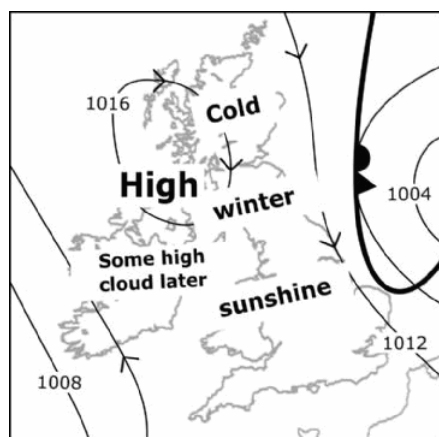 1016
Cold
High
winter
1004
Some high
cloud later
sunshine
1012
1008